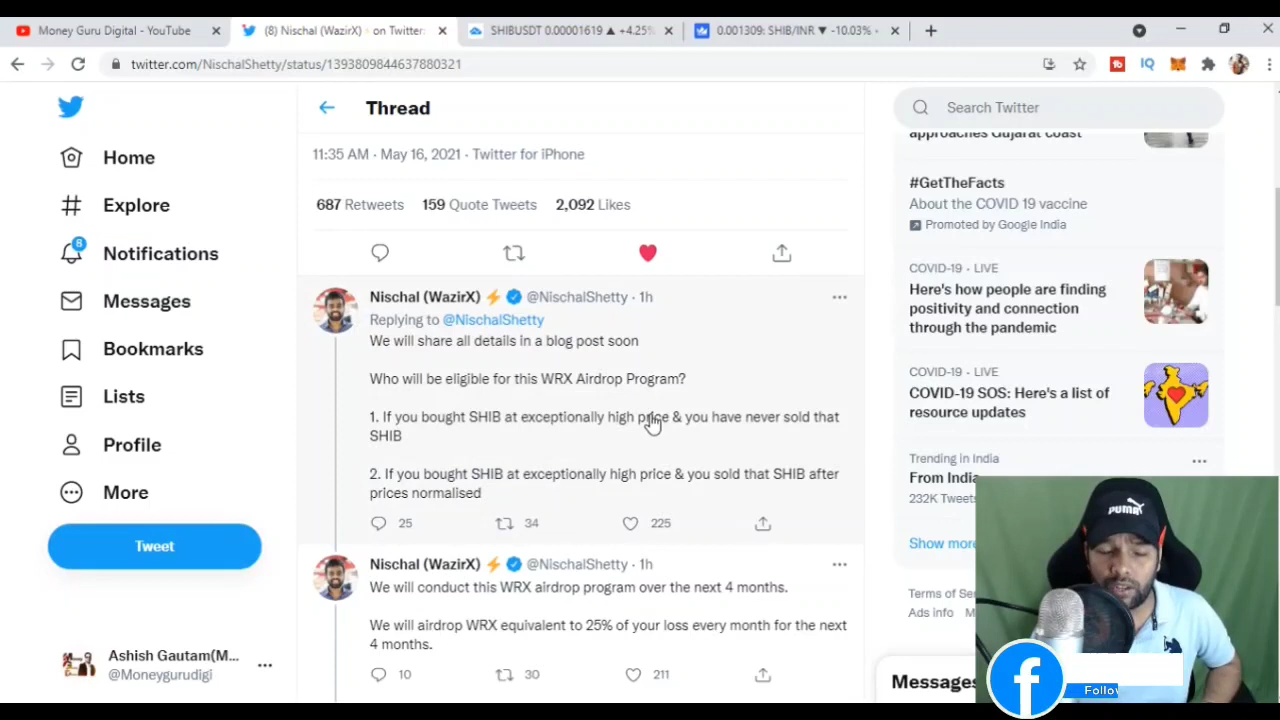 Money Guru Digital - YouTube
(8) Nischal (WazirX) on Twitter:
SHIBUSDT 0.00001619 ▲ +4.25%
0.001309: SHIB/INR ▼ -10.03% -
twitter.com/NischalShetty/status/1393809844637880321
Home
Explore
8
Notifications
Messages
Bookmarks
Lists
Profile
More
Tweet
Ashish Gautam(M...
@Moneygurudigi
Thread
11:35 AM · May 16, 2021 · Twitter for iPhone
687 Retweets 159 Quote Tweets 2,092 Likes
Nischal (WazirX) ⚡ @NischalShetty · 1h
Replying to @NischalShetty
We will share all details in a blog post soon
Who will be eligible for this WRX Airdrop Program?
1. If you bought SHIB at exceptionally high price & you have never sold that
SHIB
2. If you bought SHIB at exceptionally high price & you sold that SHIB after
prices normalised
25 34 225
Nischal (WazirX) ⚡ @NischalShetty · 1h
We will conduct this WRX airdrop program over the next 4 months.
We will airdrop WRX equivalent to 25% of your loss every month for the next
4 months.
10 30 211
Search Twitter
approaches Gujarat coast
#GetTheFacts
About the COVID 19 vaccine
Promoted by Google India
COVID-19 · LIVE
Here's how people are finding
positivity and connection
through the pandemic
COVID-19 · LIVE
COVID-19 SOS: Here's a list of
resource updates
Trending in India
From India
232K Tweets
Show more
Terms of Se
Ads info
Messages
PUMA
f
Follow
IQ